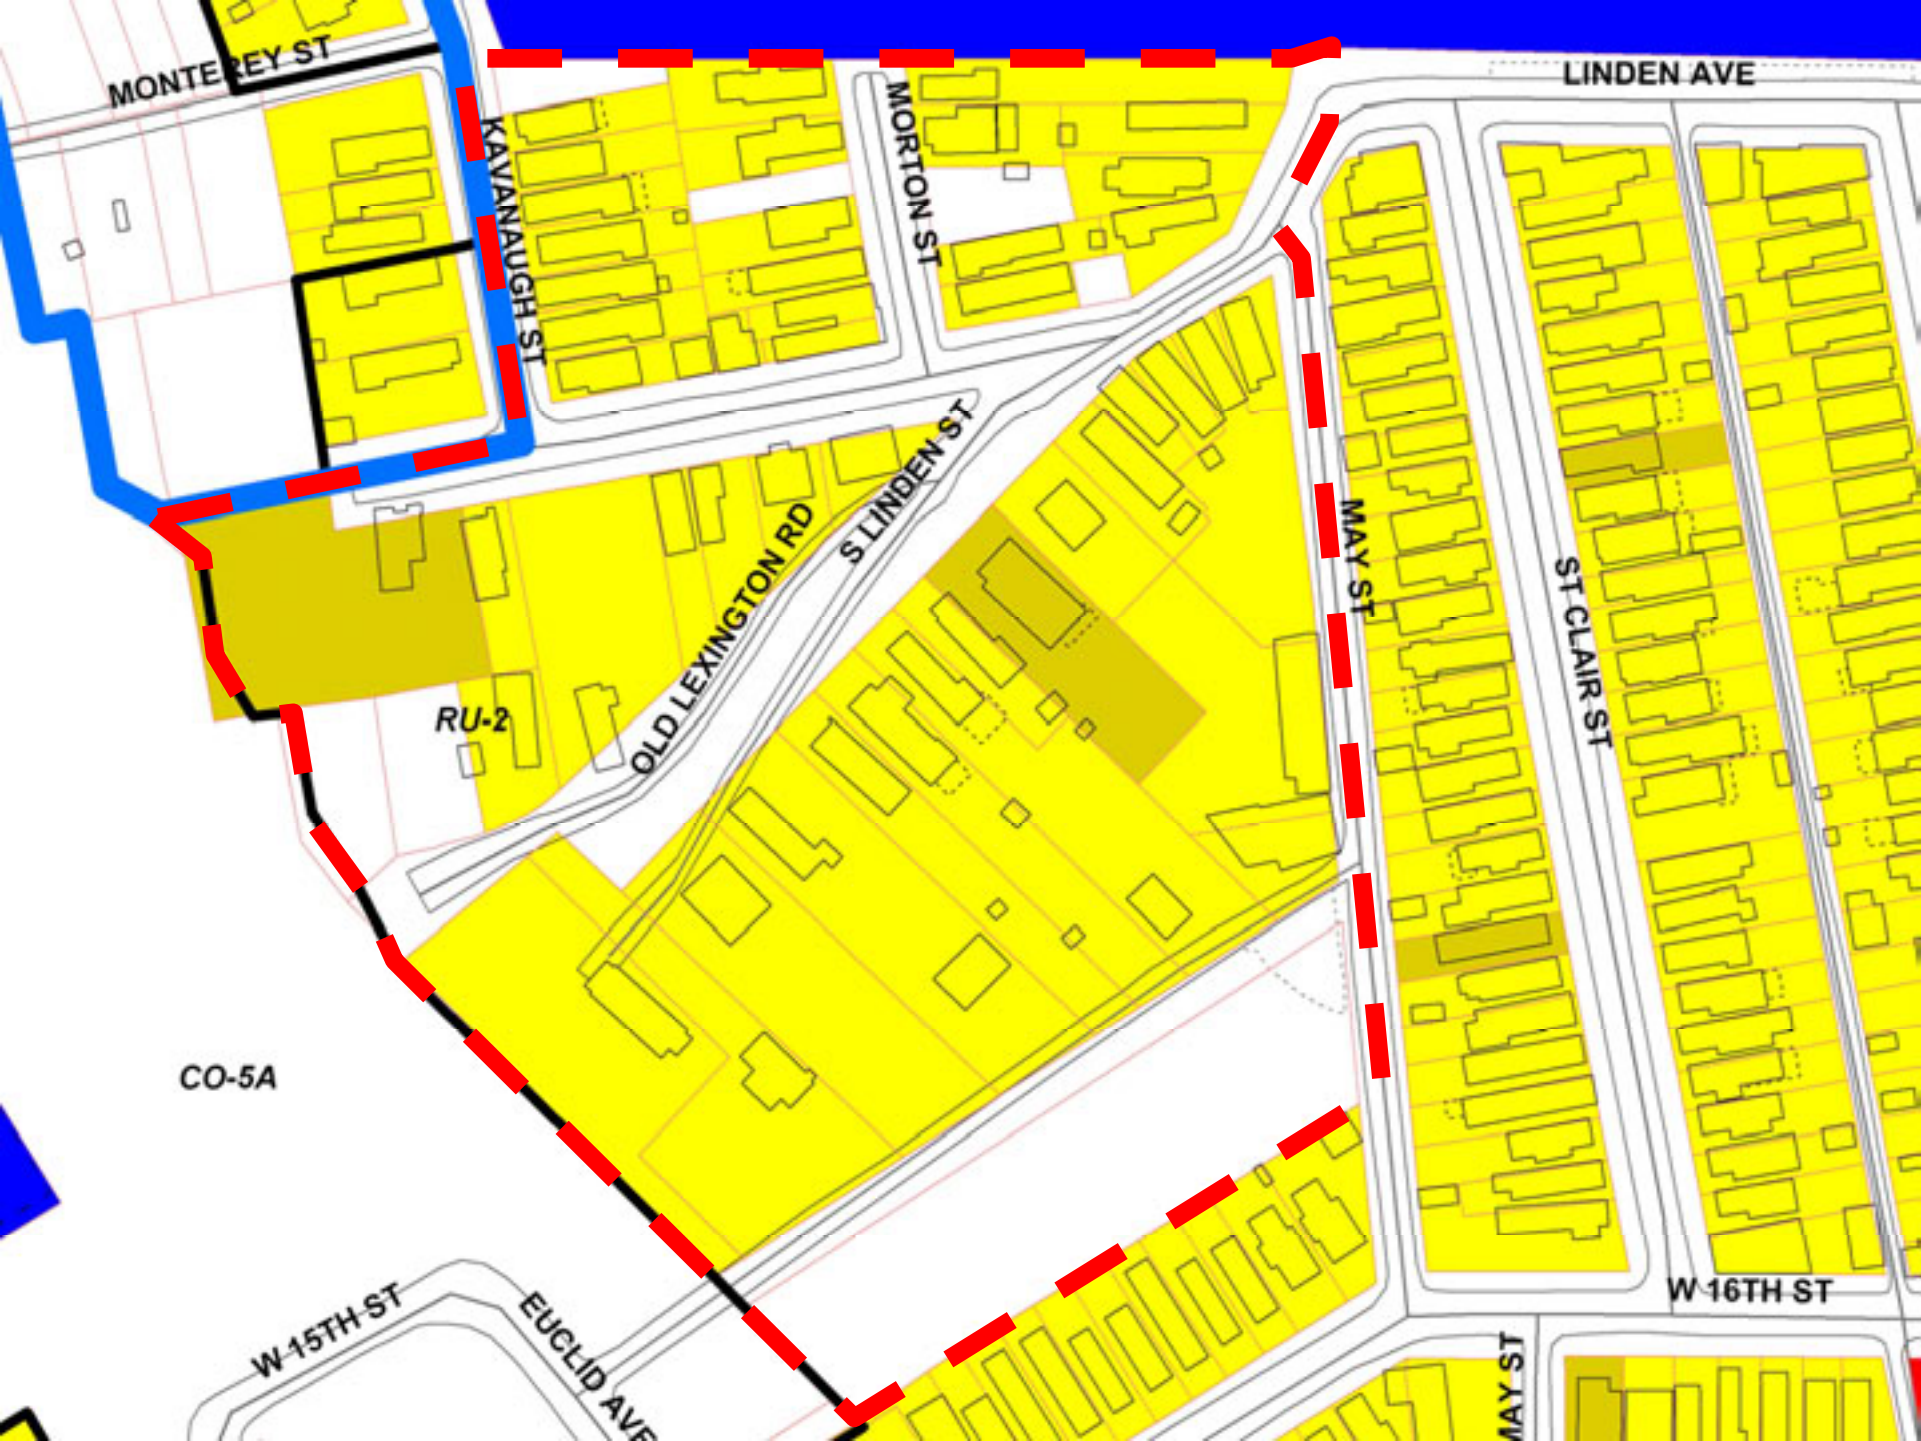 MONTEREY ST
LINDEN AVE
KAVANAUGH ST
MORTON ST
S LINDEN ST
OLD LEXINGTON RD
MAY ST
ST CLAIR ST
RU-2
CO-5A
W 15TH ST
EUCLID AVE
W 16TH ST
MAY ST